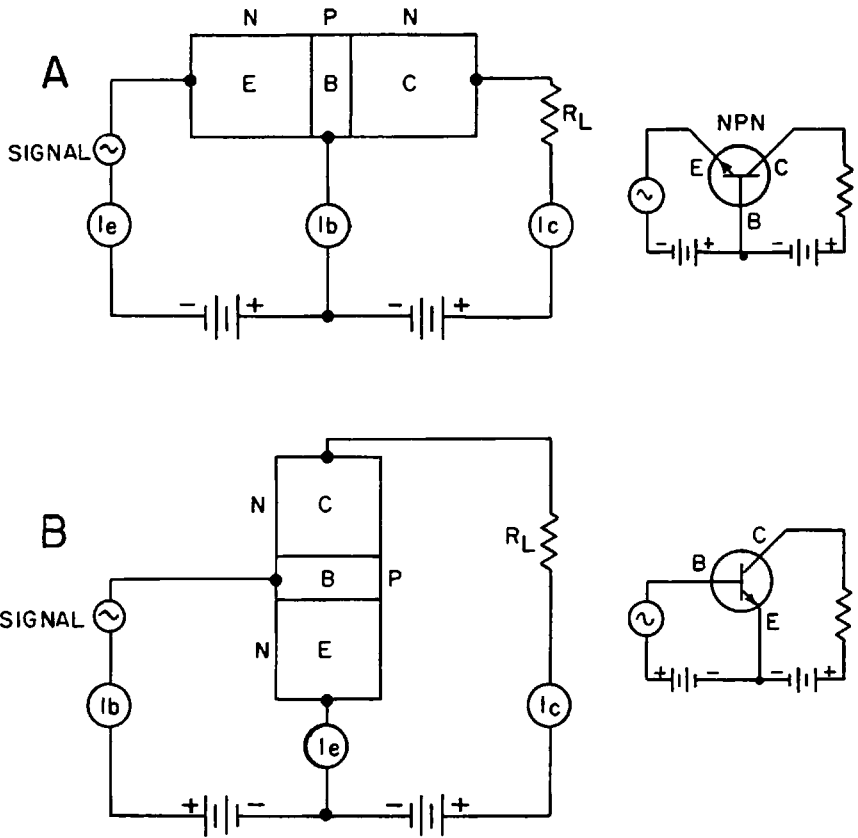 A
N P N
E B C
SIGNAL
RL
Ie
Ib
Ic
- + - +
NPN
E C
B
- + - +
B
N C
B P
N E
SIGNAL
RL
Ib
Ie
Ic
+ - - +
C
B
E
+ - - +